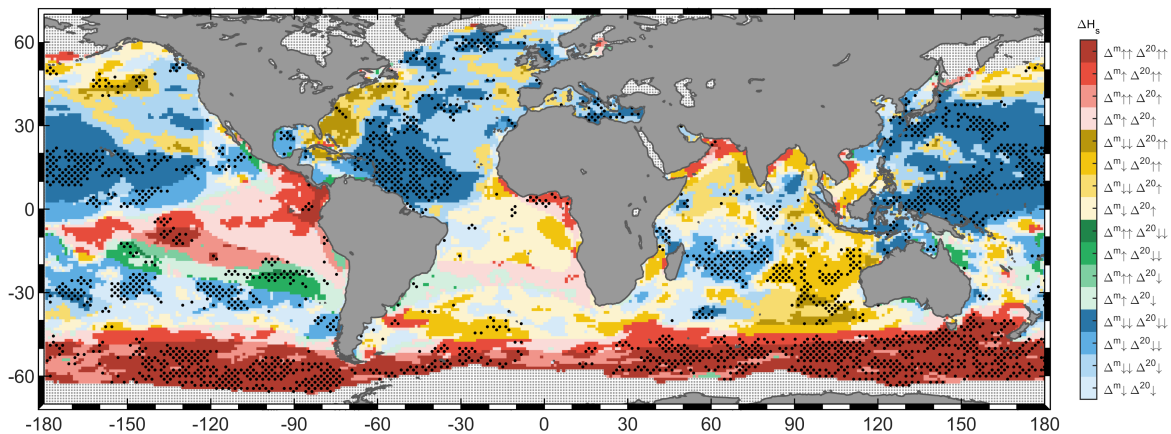 ΔHₛ
60
30
0
-30
-60
-180 -150 -120 -90 -60 -30 0 30 60 90 120 150 180
Δᵐ↑↑ Δ²⁰↑↑
Δᵐ↑ Δ²⁰↑↑
Δᵐ↑↑ Δ²⁰↑
Δᵐ↑ Δ²⁰↑
Δᵐ↓↓ Δ²⁰↑↑
Δᵐ↓ Δ²⁰↑↑
Δᵐ↓↓ Δ²⁰↑
Δᵐ↓ Δ²⁰↑
Δᵐ↑↑ Δ²⁰↓↓
Δᵐ↑ Δ²⁰↓↓
Δᵐ↑↑ Δ²⁰↓
Δᵐ↑ Δ²⁰↓
Δᵐ↓↓ Δ²⁰↓↓
Δᵐ↓ Δ²⁰↓↓
Δᵐ↓↓ Δ²⁰↓
Δᵐ↓ Δ²⁰↓